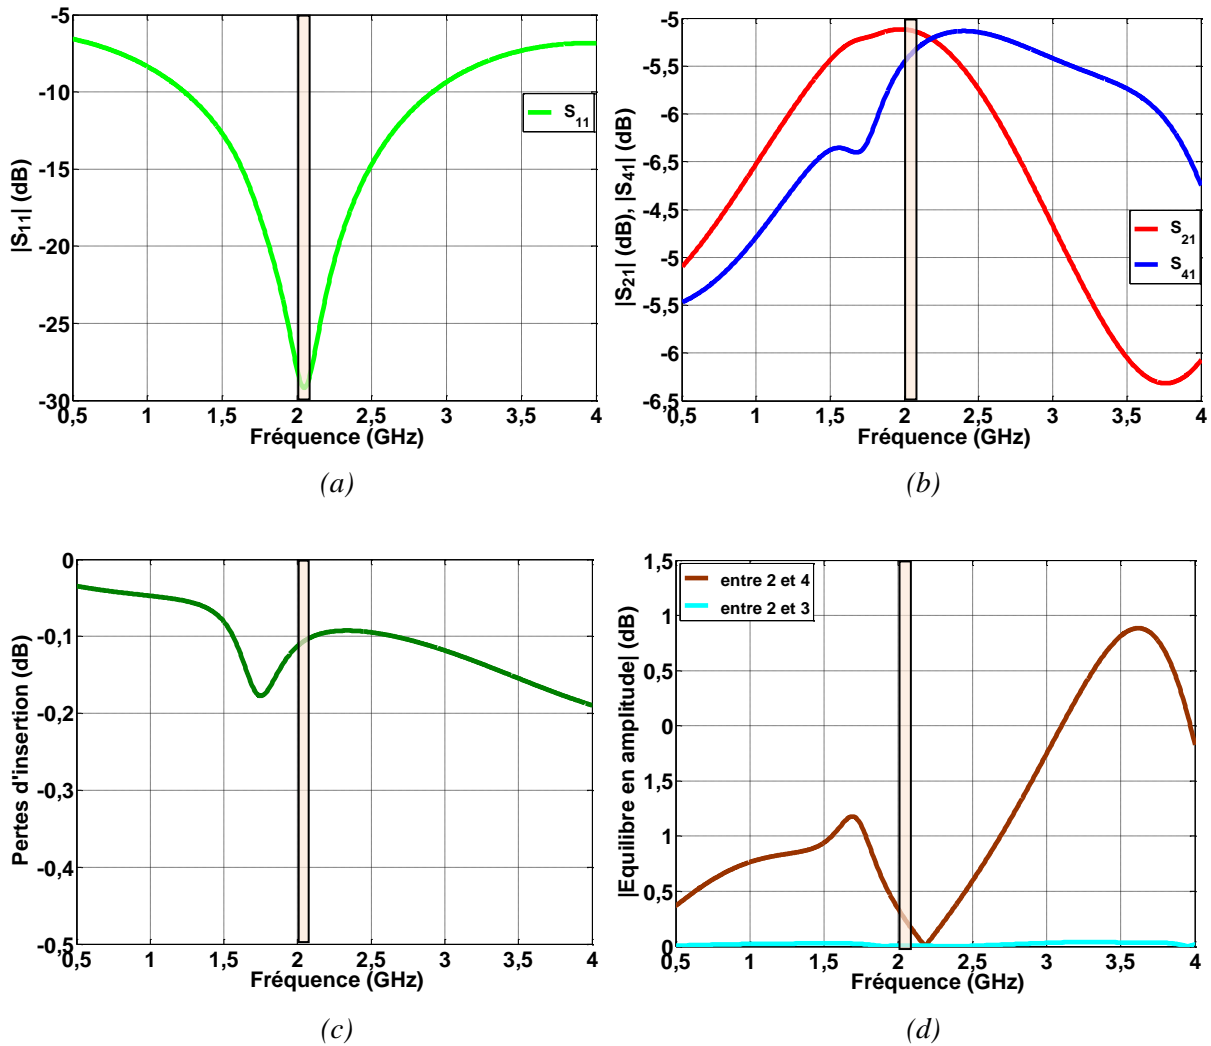 -5
-10
-15
-20
-25
-30
|S11| (dB)
S11
0,5 1 1,5 2 2,5 3 3,5 4
Fréquence (GHz)
(a)
-5
-5,5
-6
-6,5
-4,5
-5
-5,5
-6
-6,5
|S21| (dB), |S41| (dB)
S21
S41
0,5 1 1,5 2 2,5 3 3,5 4
Fréquence (GHz)
(b)
0
-0,1
-0,2
-0,3
-0,4
-0,5
Pertes d'insertion (dB)
0,5 1 1,5 2 2,5 3 3,5 4
Fréquence (GHz)
(c)
1,5
1
0,5
0
1,5
1
0,5
0
|Equilibre en amplitude| (dB)
entre 2 et 4
entre 2 et 3
0,5 1 1,5 2 2,5 3 3,5 4
Fréquence (GHz)
(d)